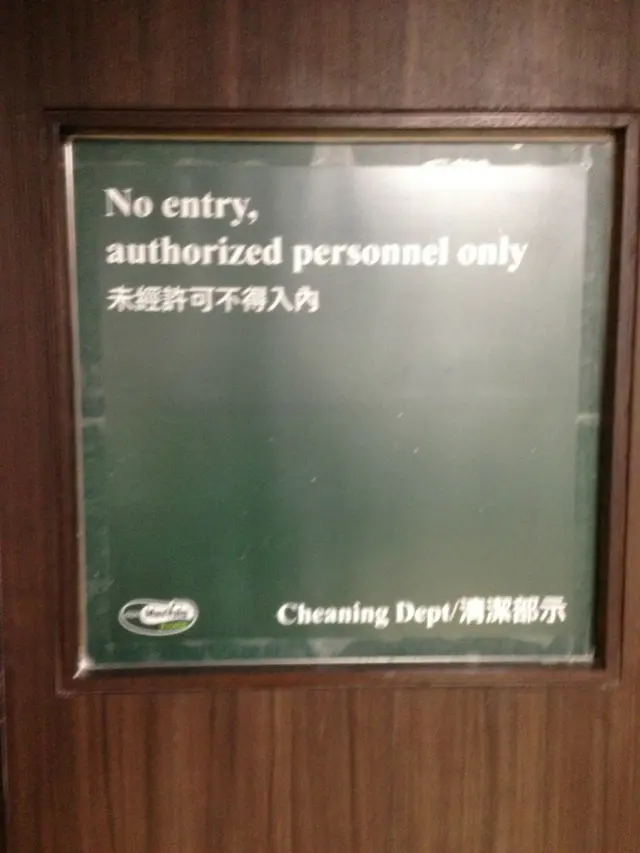 No entry,
authorized personnel only
未經許可不得入內
Cheaning Dept/清潔部示